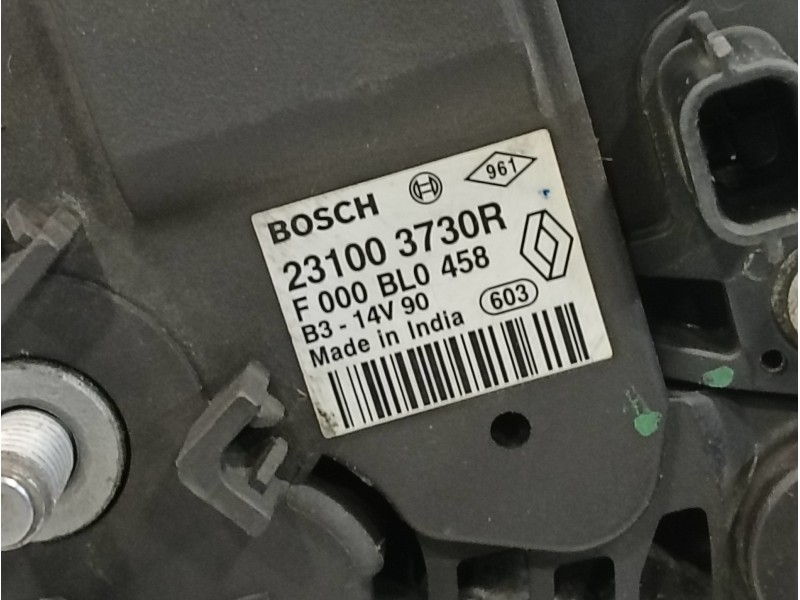 BOSCH
961
23100 3730R
F 000 BL0 458
B3 - 14V 90
603
Made in India